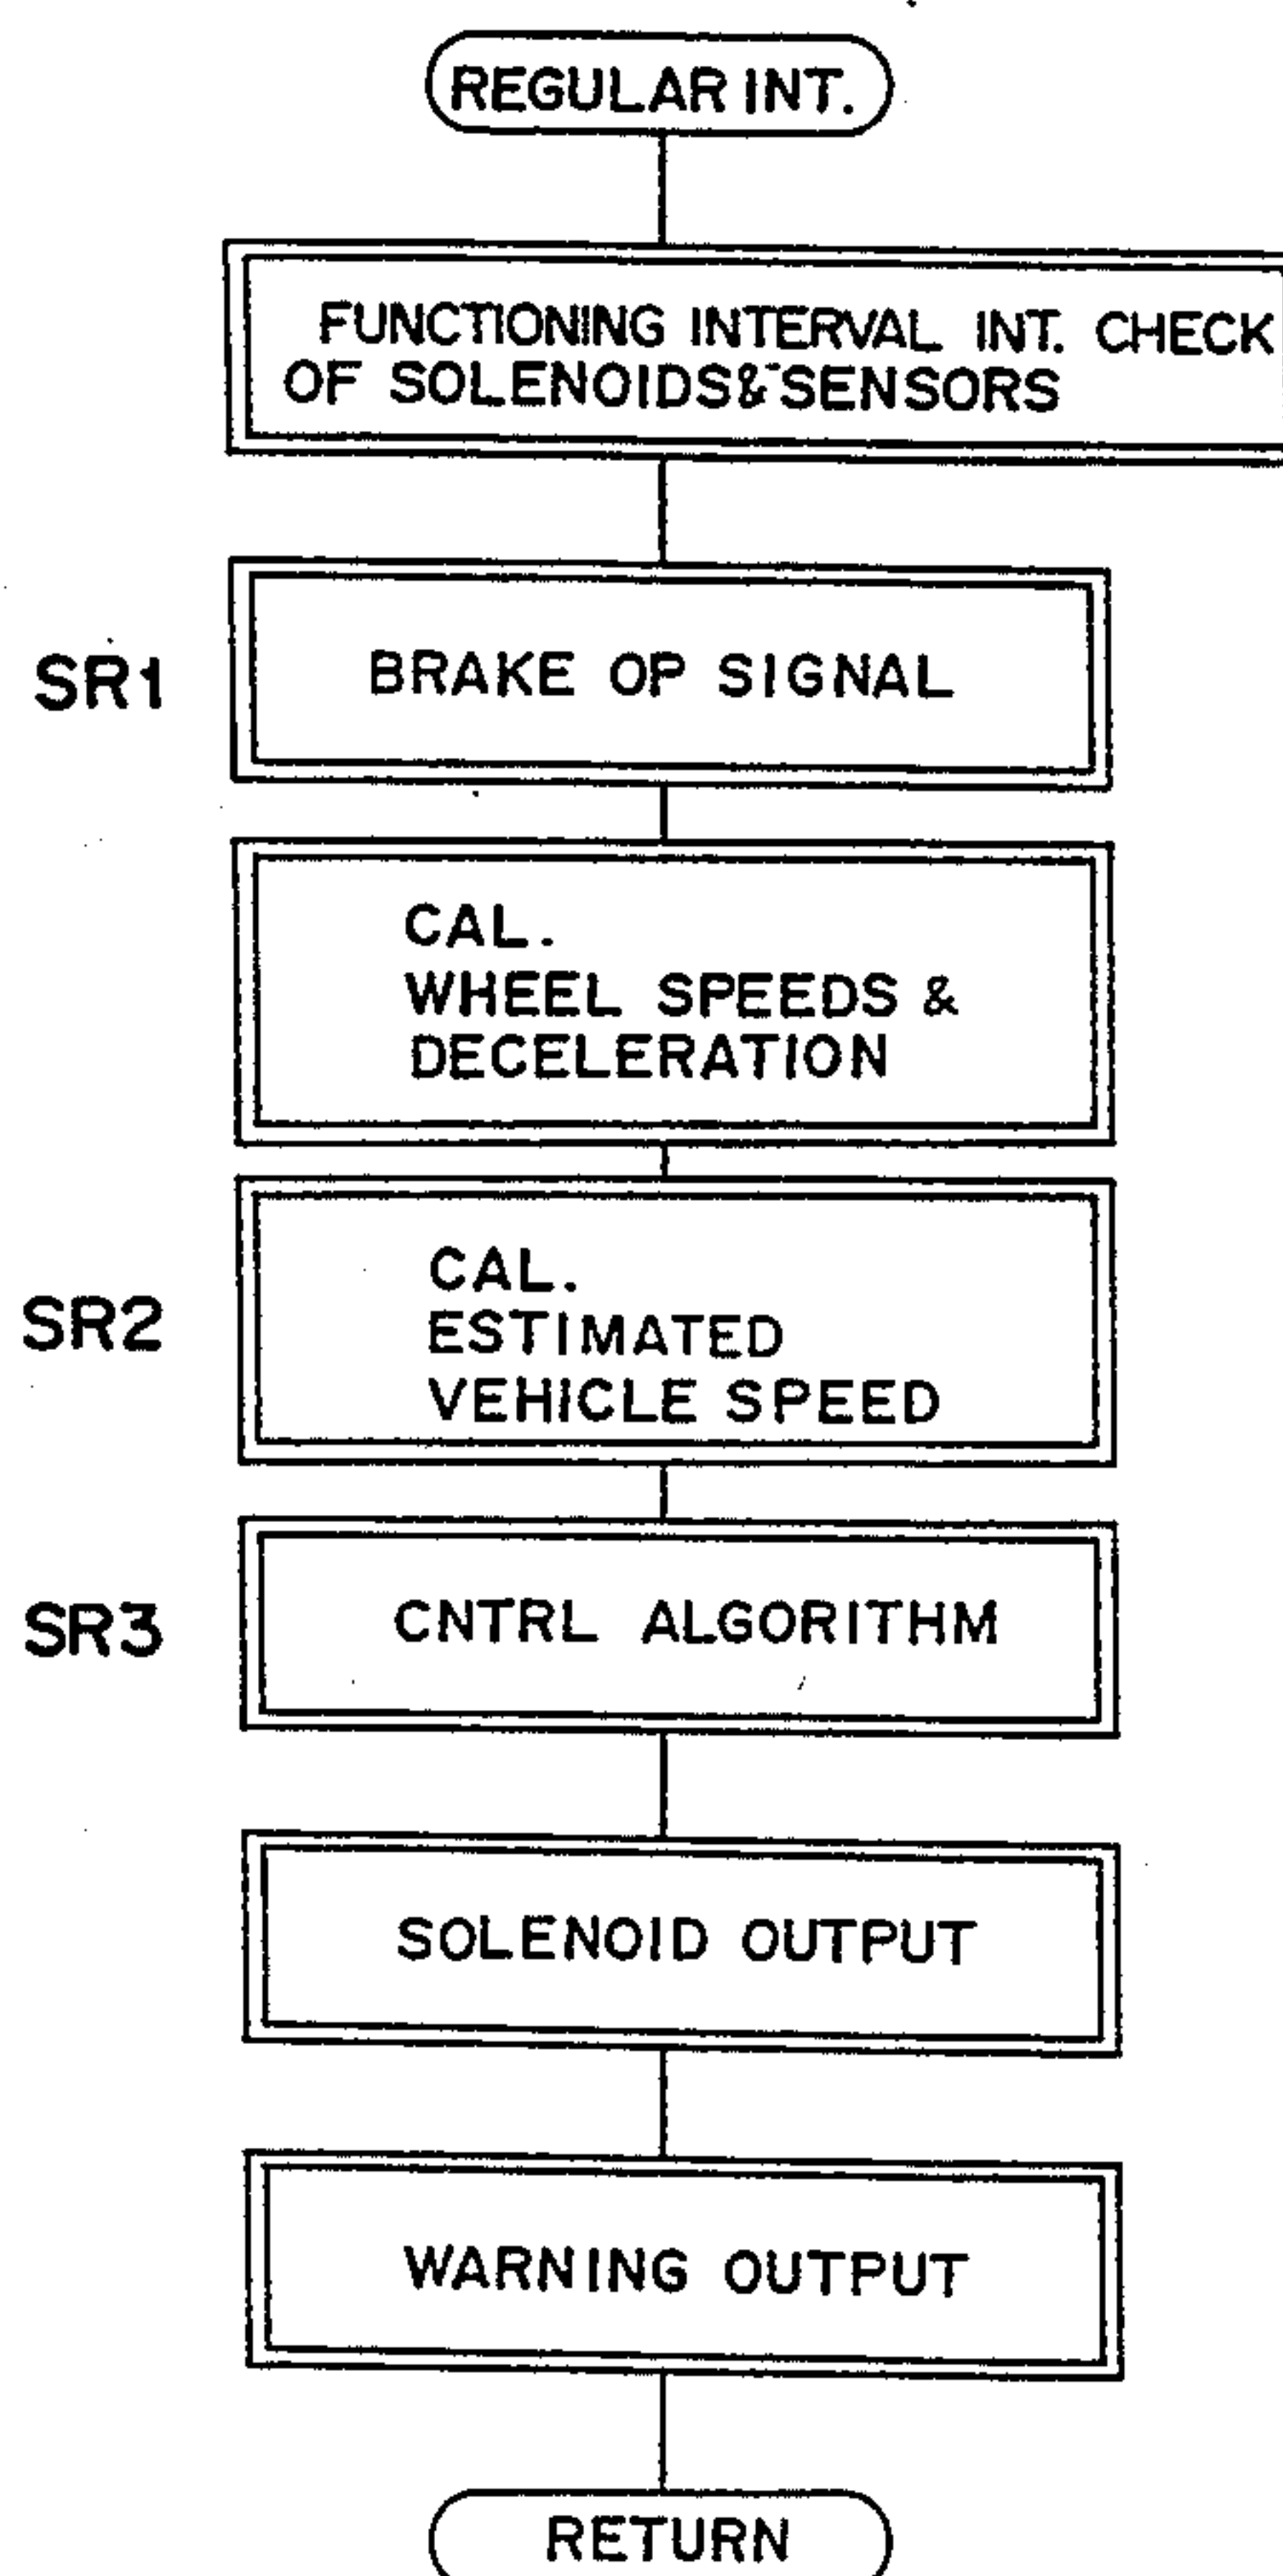 REGULAR INT.
FUNCTIONING INTERVAL INT. CHECK
OF SOLENOIDS & SENSORS
SR1
BRAKE OP SIGNAL
CAL.
WHEEL SPEEDS &
DECELERATION
SR2
CAL.
ESTIMATED
VEHICLE SPEED
SR3
CNTRL ALGORITHM
SOLENOID OUTPUT
WARNING OUTPUT
RETURN